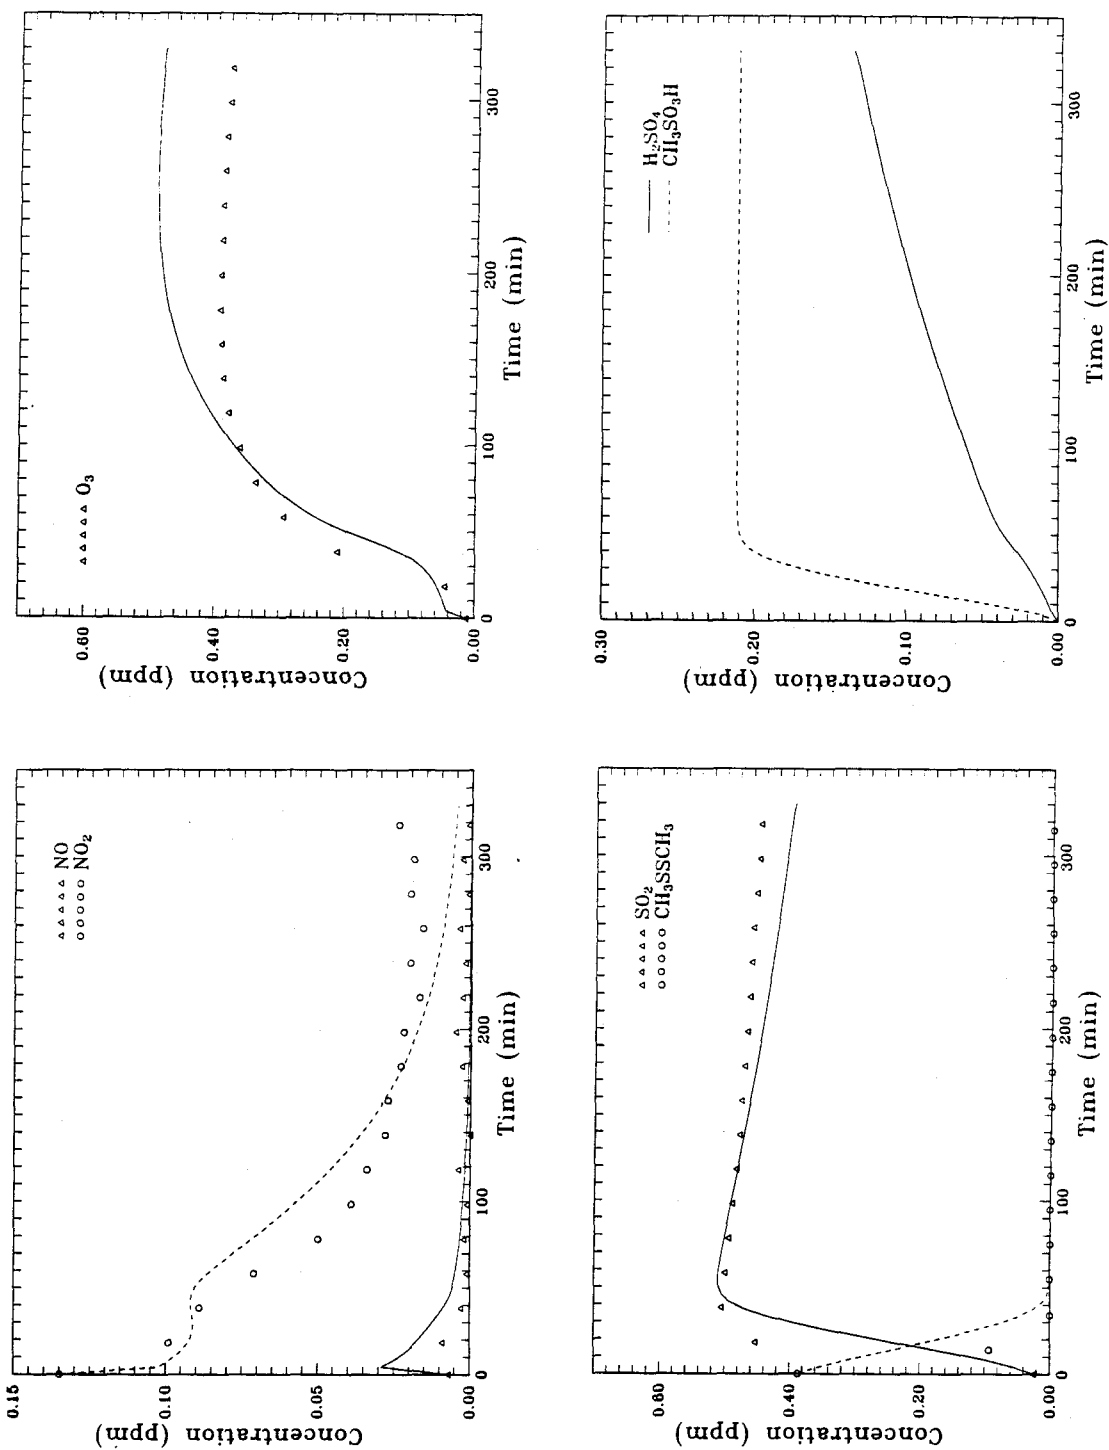 Concentration (ppm)
0.15
0.10
0.05
0.00
NO
NO₂
0 100 200 300
Time (min)
Concentration (ppm)
0.60
0.40
0.20
0.00
O₃
0 100 200 300
Time (min)
Concentration (ppm)
0.60
0.40
0.20
0.00
SO₂
CH₃SSCH₃
0 100 200 300
Time (min)
Concentration (ppm)
0.30
0.20
0.10
0.00
H₂SO₄
CH₃SO₃H
0 100 200 300
Time (min)